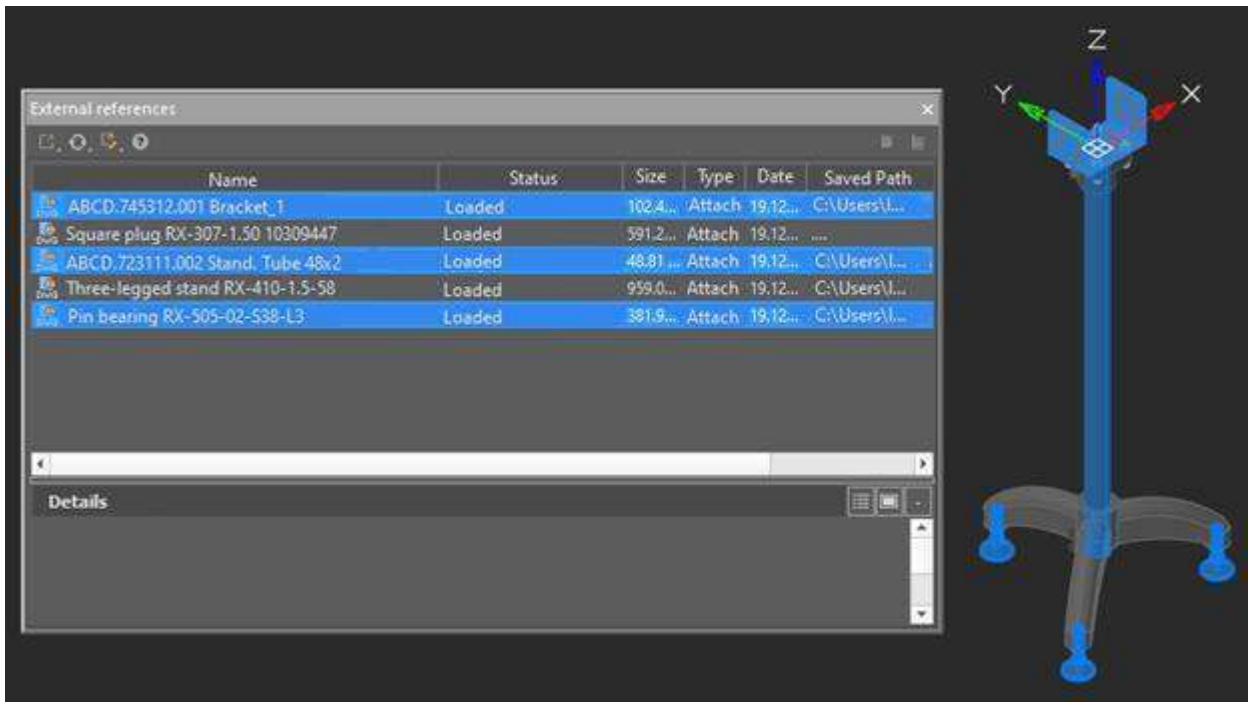 Z
Y
X
External references
Name Status Size Type Date Saved Path
ABCD.745312.001 Bracket_1 Loaded 102.4... Attach 19.12... C:\Users\I...
Square plug RX-307-1.50 10309447 Loaded 591.2... Attach 19.12... ....
ABCD.723111.002 Stand. Tube 48x2 Loaded 48.81 ... Attach 19.12... C:\Users\I...
Three-legged stand RX-410-1.5-58 Loaded 959.0... Attach 19.12... C:\Users\I...
Pin bearing RX-505-02-S38-L3 Loaded 381.9... Attach 19.12... C:\Users\I...
Details